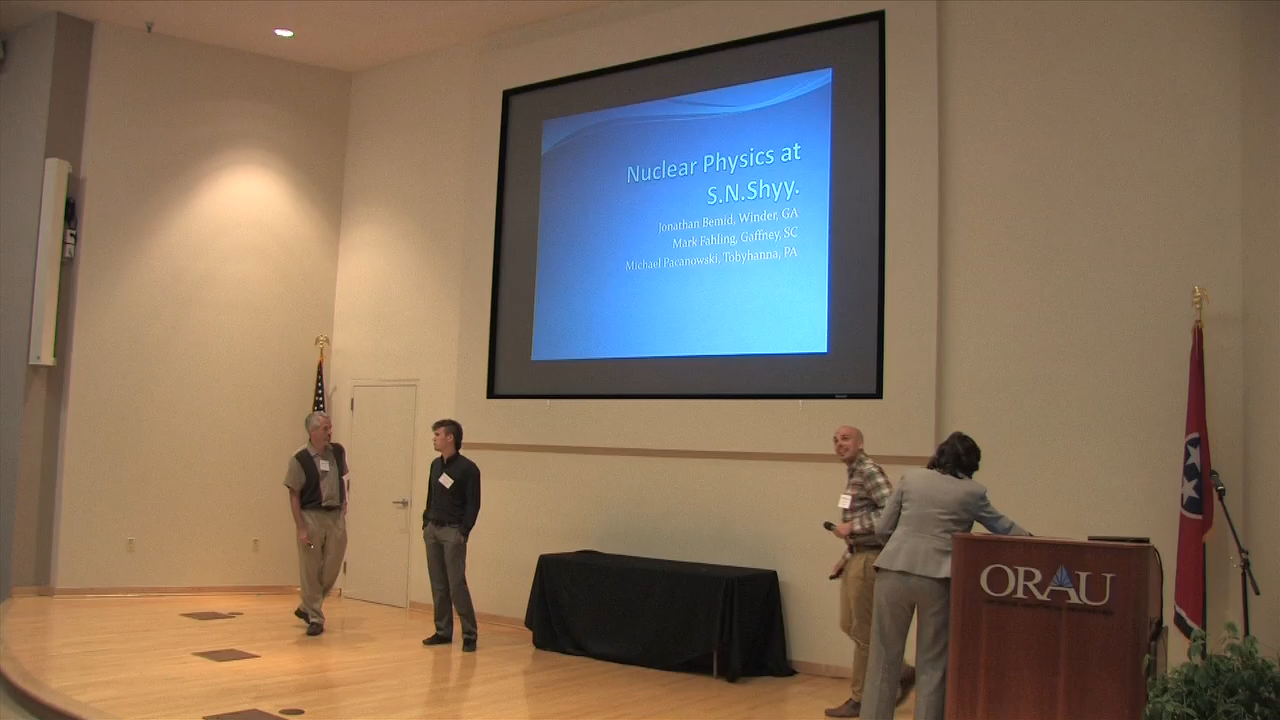 Nuclear Physics at
S.N.Shyy.
Jonathan Bemid, Winder, GA
Mark Fahling, Gaffney, SC
Michael Pacanowski, Tobyhanna, PA
ORAU